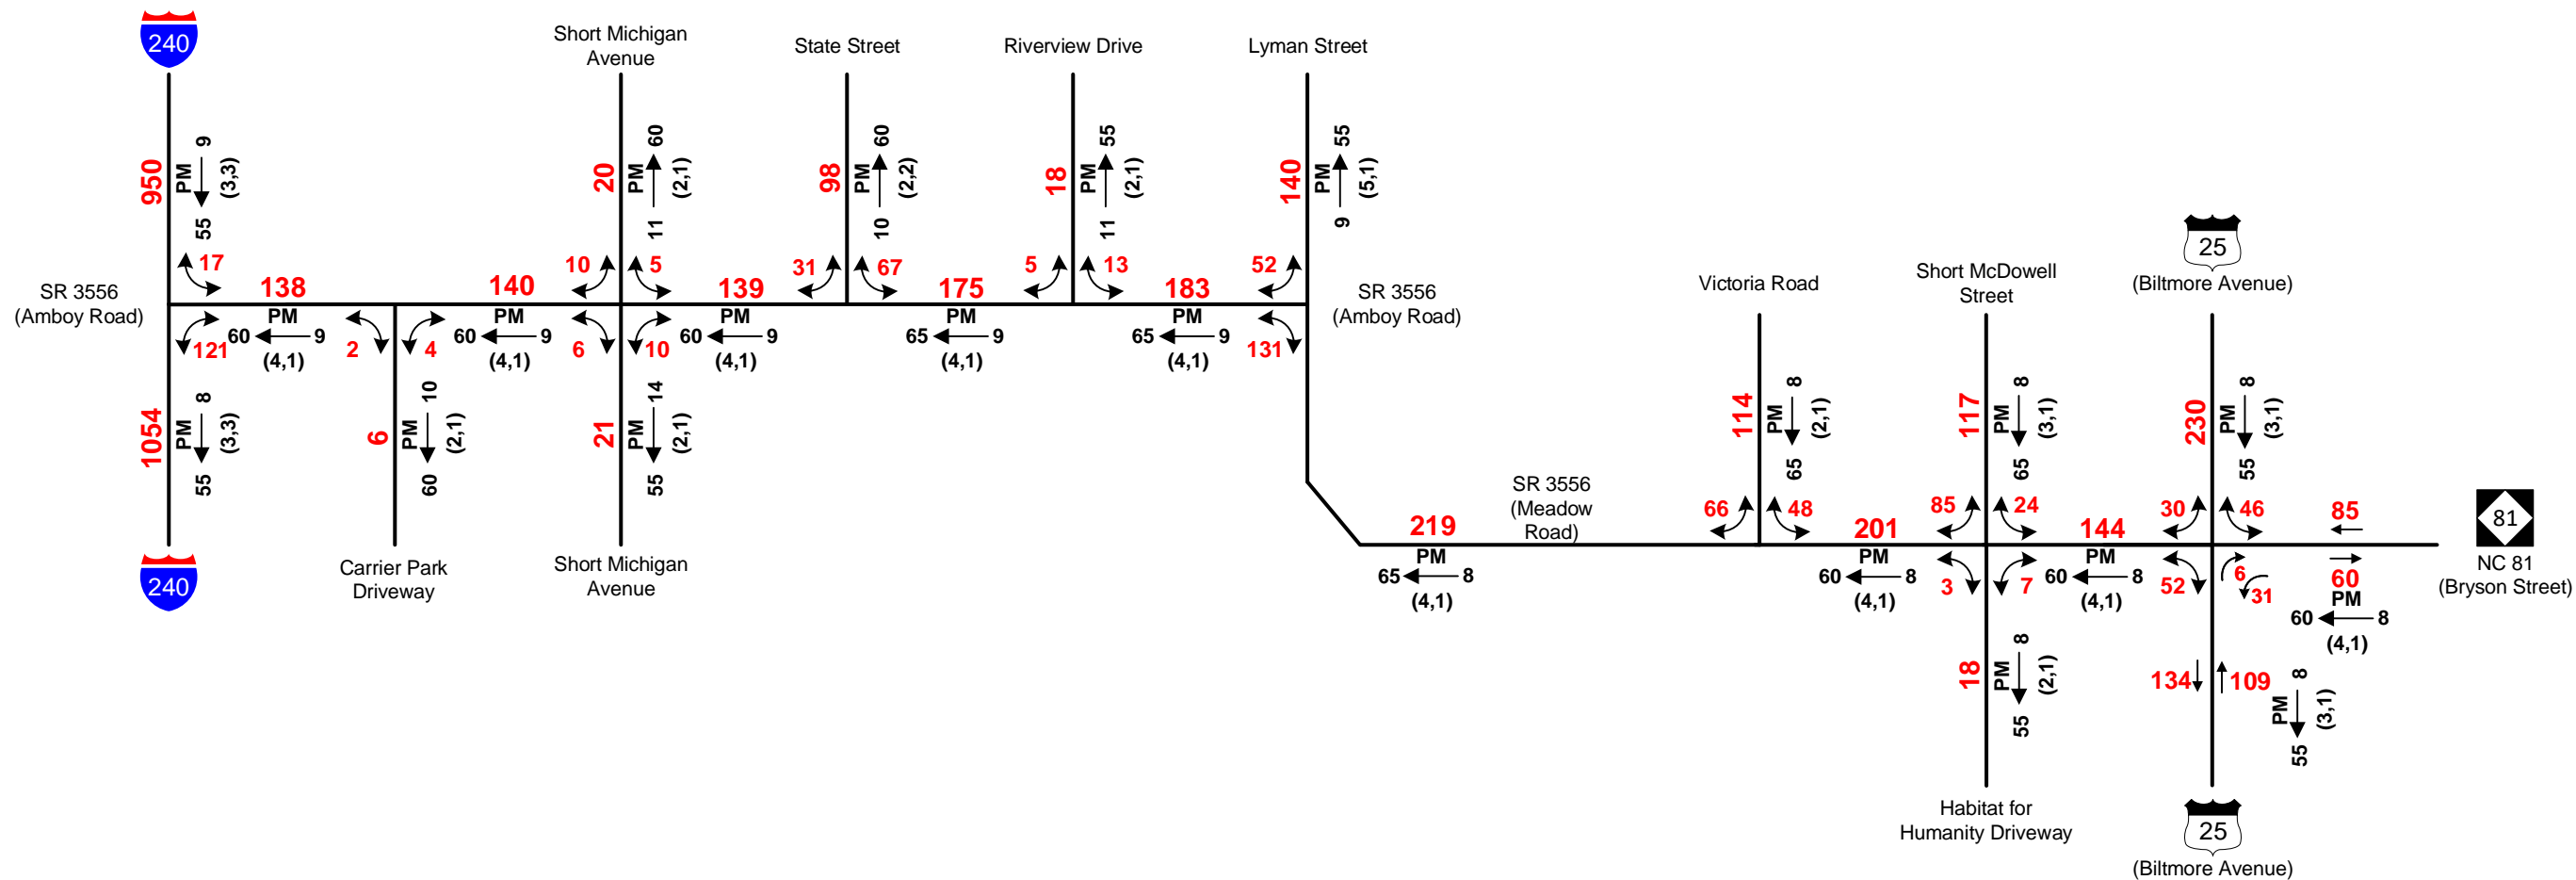 240
SR 3556
(Amboy Road)
950
PM
9
55
(3,3)
17
121
1054
PM
8
55
(3,3)
240
138
PM
60
9
(4,1)
2
4
6
PM
10
60
(2,1)
Carrier Park
Driveway
140
PM
60
9
(4,1)
Short Michigan
Avenue
20
PM
60
11
(2,1)
10
5
6
10
21
PM
14
55
(2,1)
Short Michigan
Avenue
139
PM
60
9
(4,1)
State Street
98
PM
60
10
(2,2)
31
67
175
PM
65
9
(4,1)
Riverview Drive
18
PM
55
11
(2,1)
5
13
183
PM
65
9
(4,1)
Lyman Street
140
PM
55
9
(5,1)
52
131
SR 3556
(Amboy Road)
219
PM
65
8
(4,1)
SR 3556
(Meadow
Road)
Victoria Road
114
PM
8
65
(2,1)
66
48
201
PM
60
8
(4,1)
Short McDowell
Street
117
PM
8
65
(3,1)
85
24
3
7
18
PM
8
55
(2,1)
Habitat for
Humanity Driveway
144
PM
60
8
(4,1)
25
(Biltmore Avenue)
230
PM
8
55
(3,1)
30
46
52
6
31
85
60
PM
60
8
(4,1)
134
109
PM
8
55
(3,1)
25
(Biltmore Avenue)
81
NC 81
(Bryson Street)